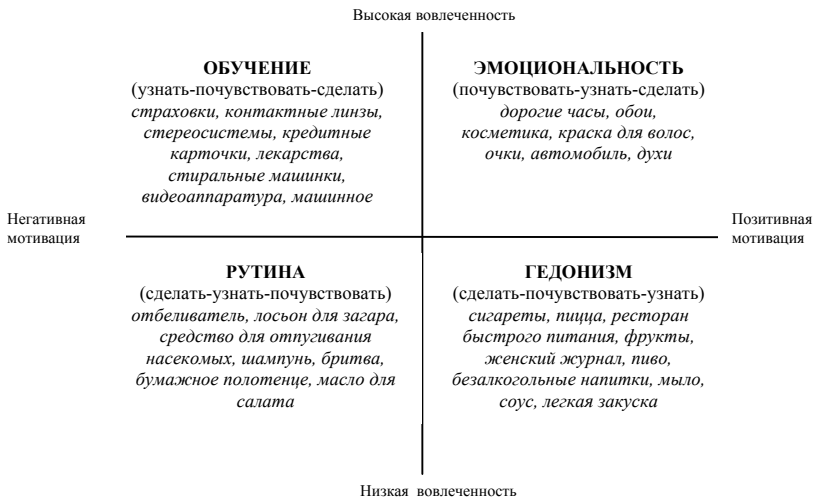 Высокая вовлеченность
ОБУЧЕНИЕ
(узнать-почувствовать-сделать)
страховки, контактные линзы,
стереосистемы, кредитные
карточки, лекарства,
стиральные машинки,
видеоаппаратура, машинное
ЭМОЦИОНАЛЬНОСТЬ
(почувствовать-узнать-сделать)
дорогие часы, обои,
косметика, краска для волос,
очки, автомобиль, духи
Негативная
мотивация
Позитивная
мотивация
РУТИНА
(сделать-узнать-почувствовать)
отбеливатель, лосьон для загара,
средство для отпугивания
насекомых, шампунь, бритва,
бумажное полотенце, масло для
салата
ГЕДОНИЗМ
(сделать-почувствовать-узнать)
сигареты, пицца, ресторан
быстрого питания, фрукты,
женский журнал, пиво,
безалкогольные напитки, мыло,
соус, легкая закуска
Низкая вовлеченность